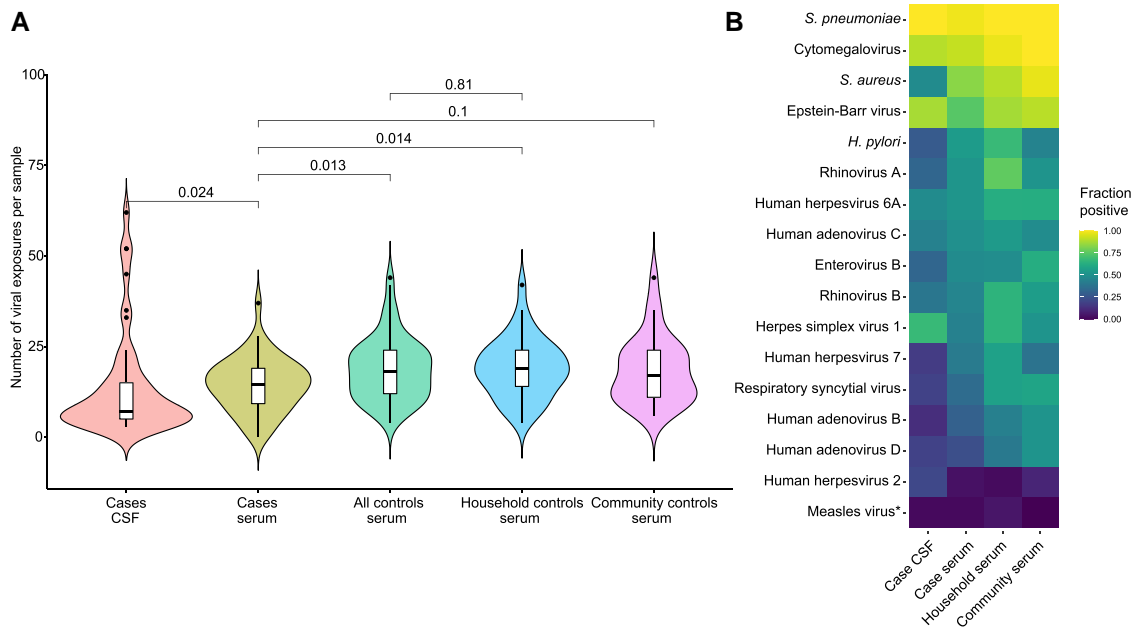 A
Number of viral exposures per sample
100
75
50
25
0
0.81
0.1
0.014
0.013
0.024
Cases
CSF
Cases
serum
All controls
serum
Household controls
serum
Community controls
serum
B
S. pneumoniae
Cytomegalovirus
S. aureus
Epstein-Barr virus
H. pylori
Rhinovirus A
Human herpesvirus 6A
Human adenovirus C
Enterovirus B
Rhinovirus B
Herpes simplex virus 1
Human herpesvirus 7
Respiratory syncytial virus
Human adenovirus B
Human adenovirus D
Human herpesvirus 2
Measles virus*
Case CSF
Case serum
Household serum
Community serum
Fraction
positive
1.00
0.75
0.50
0.25
0.00